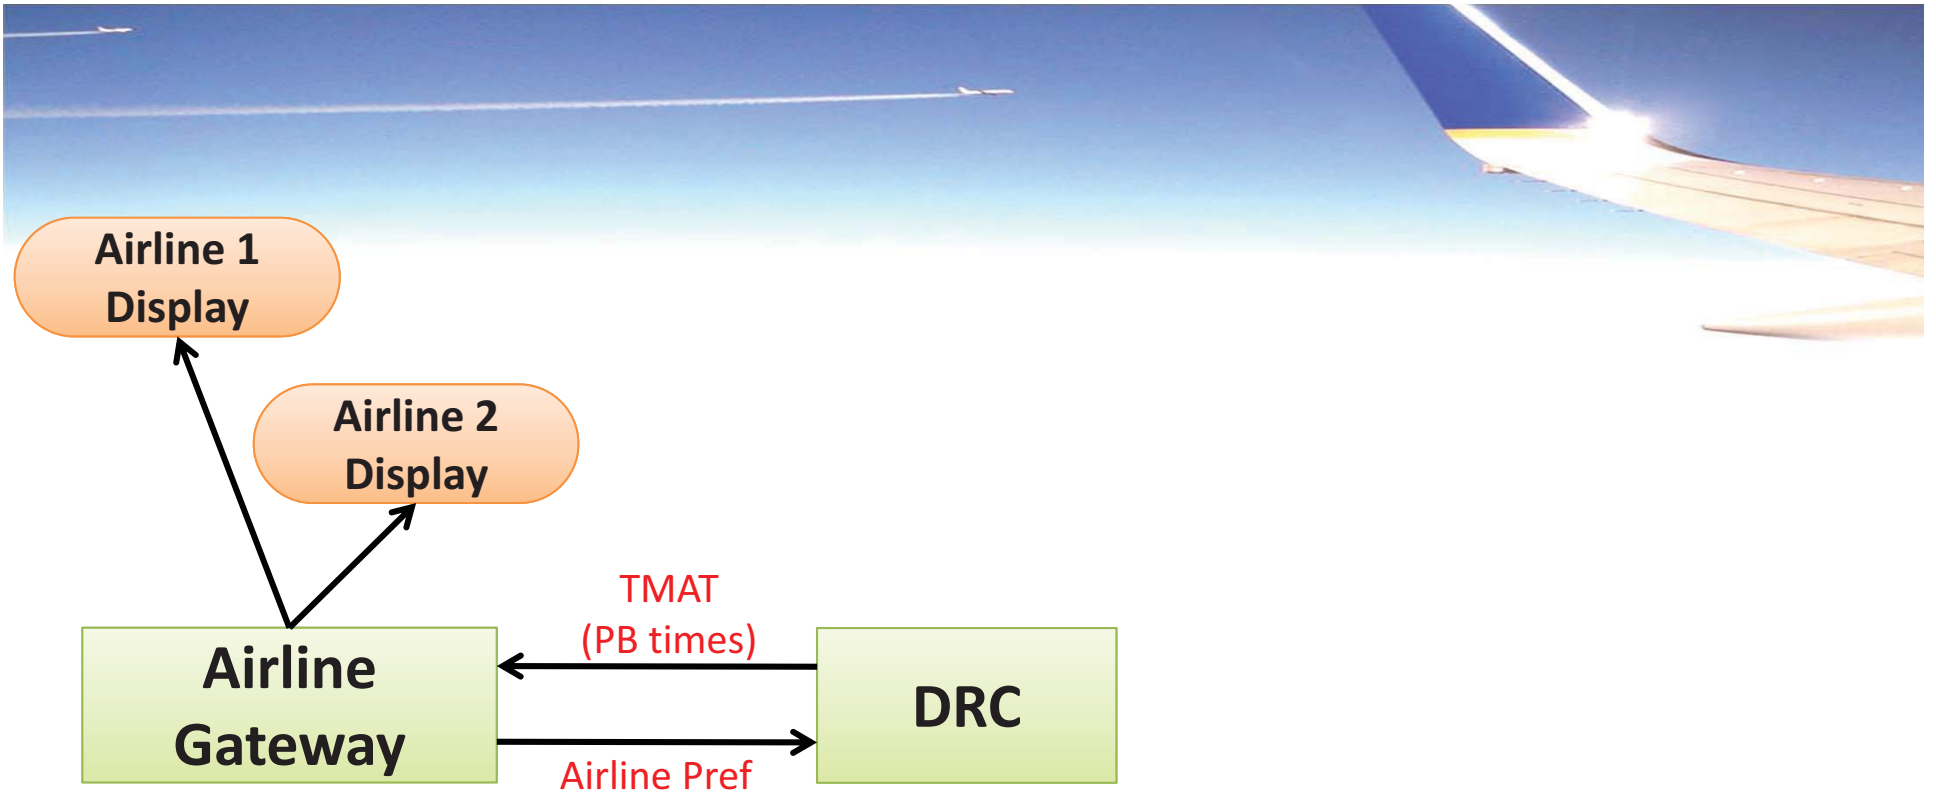 Airline 1
Display
Airline 2
Display
TMAT
(PB times)
Airline
Gateway
DRC
Airline Pref